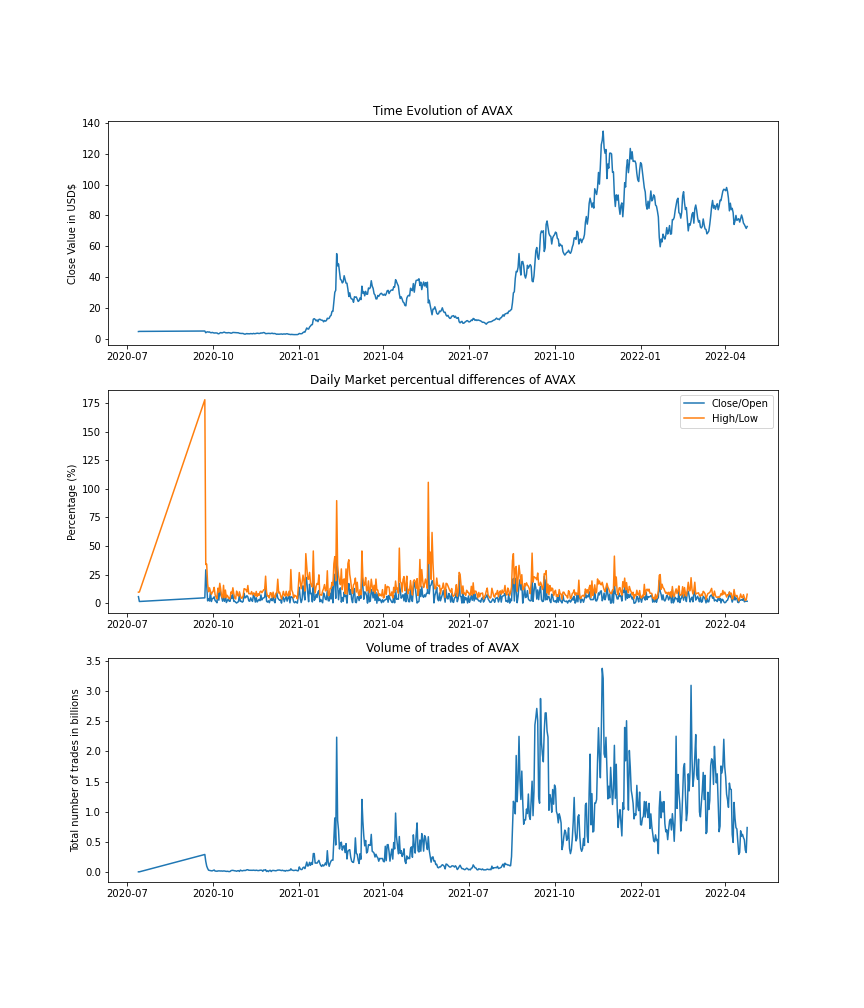 Time Evolution of AVAX
Close Value in USD$
140
120
100
80
60
40
20
0
2020-07 2020-10 2021-01 2021-04 2021-07 2021-10 2022-01 2022-04
Daily Market percentual differences of AVAX
Percentage (%)
175
150
125
100
75
50
25
0
Close/Open
High/Low
2020-07 2020-10 2021-01 2021-04 2021-07 2021-10 2022-01 2022-04
Volume of trades of AVAX
Total number of trades in billions
3.5
3.0
2.5
2.0
1.5
1.0
0.5
0.0
2020-07 2020-10 2021-01 2021-04 2021-07 2021-10 2022-01 2022-04